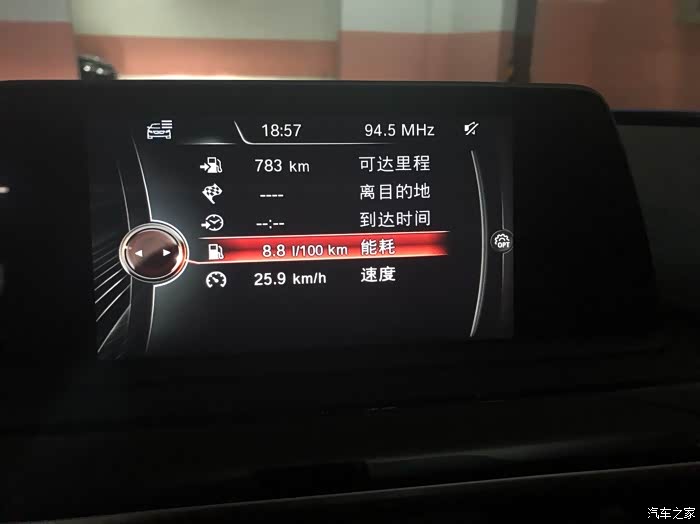 18:57 94.5 MHz
783 km 可达里程
---- 离目的地
--:-- 到达时间
8.8 l/100 km 能耗
OPT
25.9 km/h 速度
汽车之家